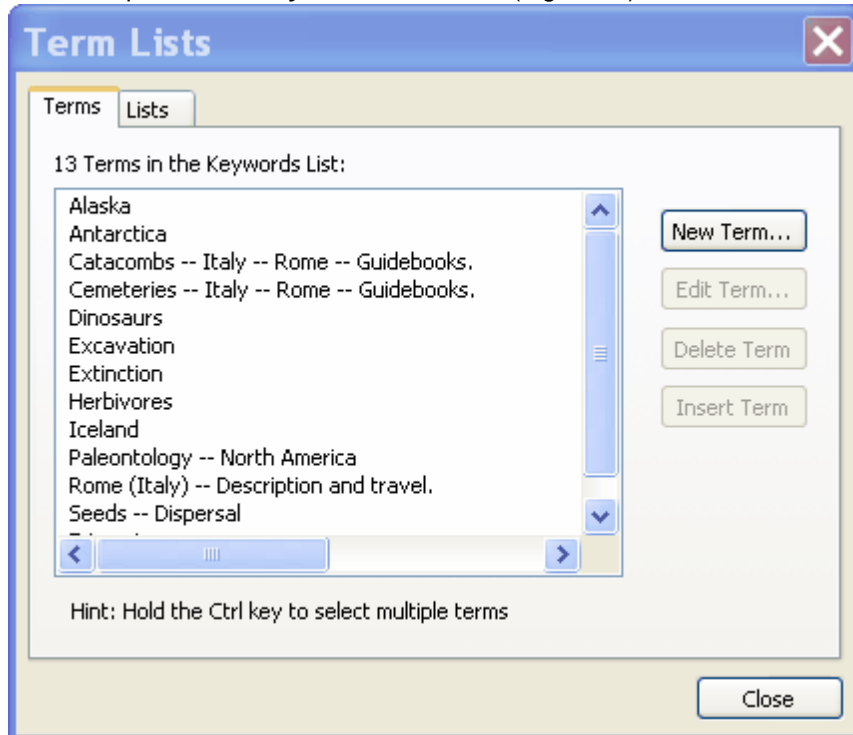 Term Lists
Terms Lists
13 Terms in the Keywords List:
Alaska
Antarctica
Catacombs -- Italy -- Rome -- Guidebooks.
Cemeteries -- Italy -- Rome -- Guidebooks.
Dinosaurs
Excavation
Extinction
Herbivores
Iceland
Paleontology -- North America
Rome (Italy) -- Description and travel.
Seeds -- Dispersal
New Term...
Edit Term...
Delete Term
Insert Term
Hint: Hold the Ctrl key to select multiple terms
Close